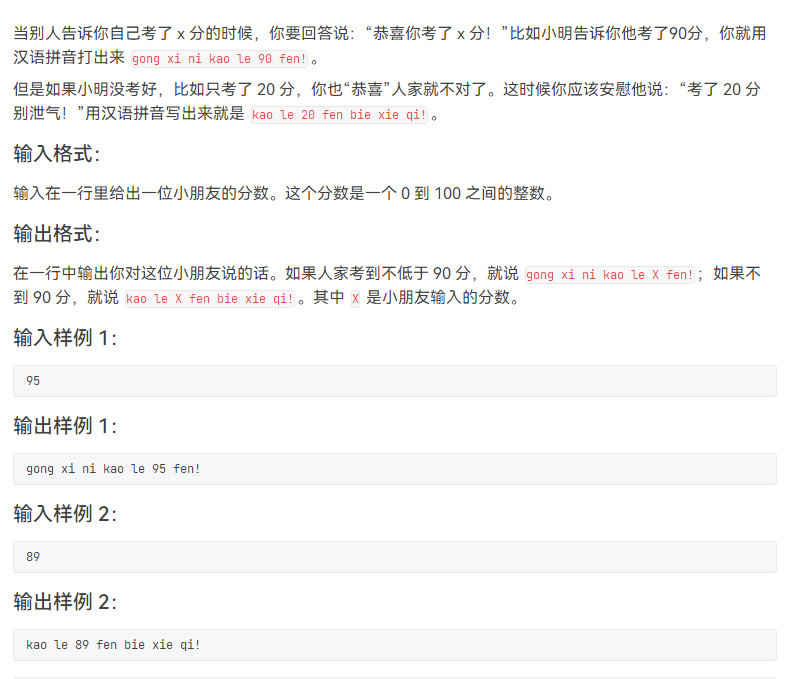 当别人告诉你自己考了 x 分的时候，你要回答说：“恭喜你考了 x 分！”比如小明告诉你他考了90分，你就用
汉语拼音打出来 gong xi ni kao le 90 fen!。
但是如果小明没考好，比如只考了 20 分，你也“恭喜”人家就不对了。这时候你应该安慰他说：“考了 20 分
别泄气！”用汉语拼音写出来就是 kao le 20 fen bie xie qi!。
输入格式：
输入在一行里给出一位小朋友的分数。这个分数是一个 0 到 100 之间的整数。
输出格式：
在一行中输出你对这位小朋友说的话。如果人家考到不低于 90 分，就说 gong xi ni kao le X fen!；如果不
到 90 分，就说 kao le X fen bie xie qi!。其中 X 是小朋友输入的分数。
输入样例 1：
95
输出样例 1：
gong xi ni kao le 95 fen!
输入样例 2：
89
输出样例 2：
kao le 89 fen bie xie qi!